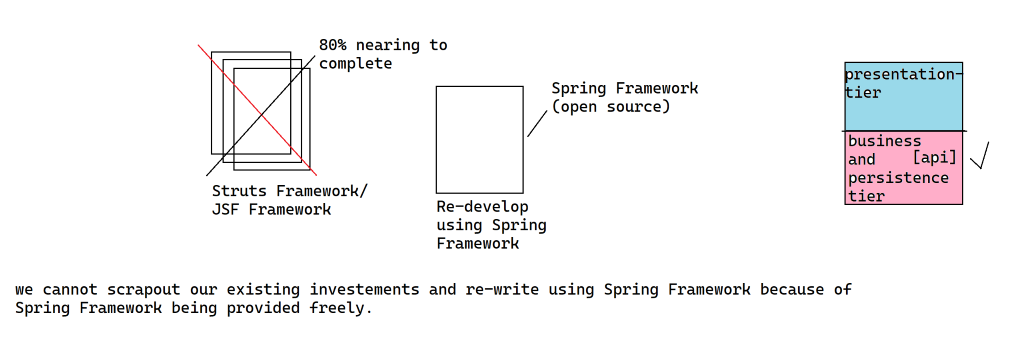 80% nearing to
complete
Struts Framework/
JSF Framework
Spring Framework
(open source)
Re-develop
using Spring
Framework
presentation-
tier
business
and [api]
persistence
tier
we cannot scrapout our existing investements and re-write using Spring Framework because of
Spring Framework being provided freely.